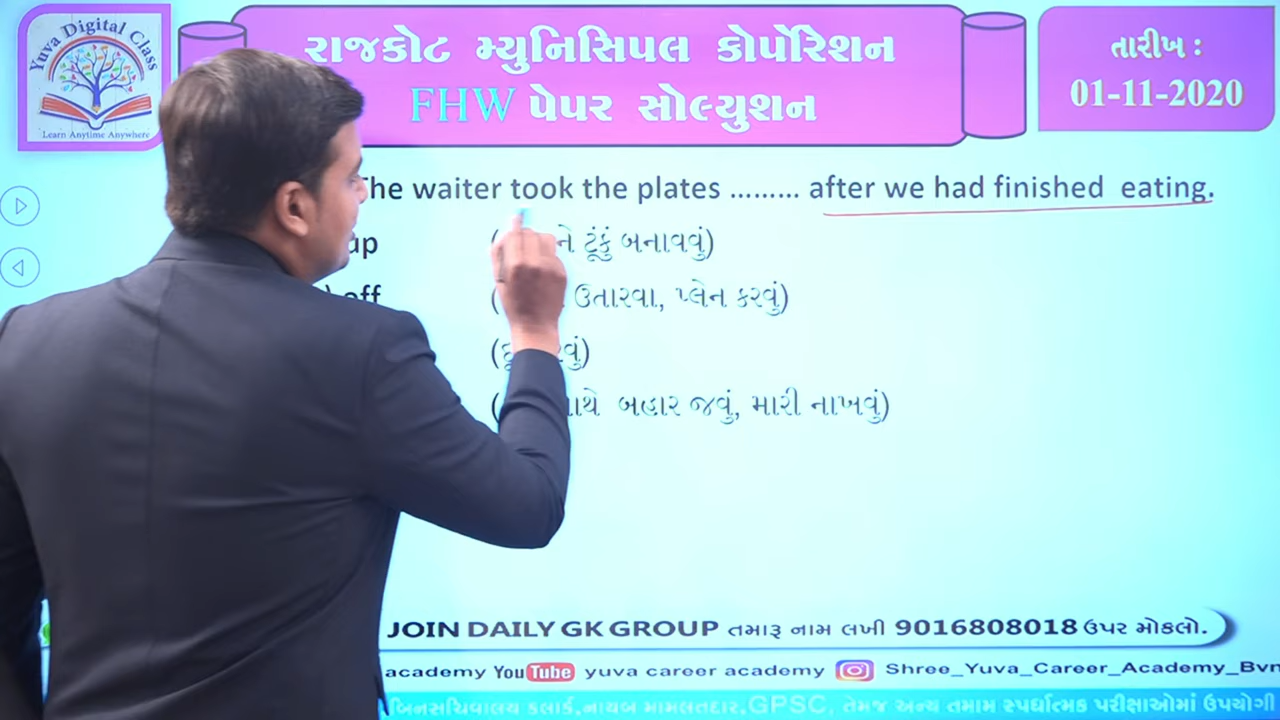 Yuva Digital Class
Learn Anytime Anywhere
રાજકોટ મ્યુનિસિપલ કોર્પોરેશન
FHW પેપર સોલ્યુશન
તારીખ :
01-11-2020
The waiter took the plates ......... after we had finished eating.
up
ટૂંકું બનાવવું)
off
ઉતારવા, પ્લેન કરવું)
બહાર જવું, મારી નાખવું)
JOIN DAILY GK GROUP તમારૂ નામ લખી 9016808018 ઉપર મોકલો.
academy YouTube yuva career academy Shree_Yuva_Career_Academy_Bvn
બિનસચિવાલય કલાર્ક,નાયબ મામલતદાર,GPSC, તેમજ અન્ય તમામ સ્પર્ધાત્મક પરીક્ષાઓમાં ઉપયોગી